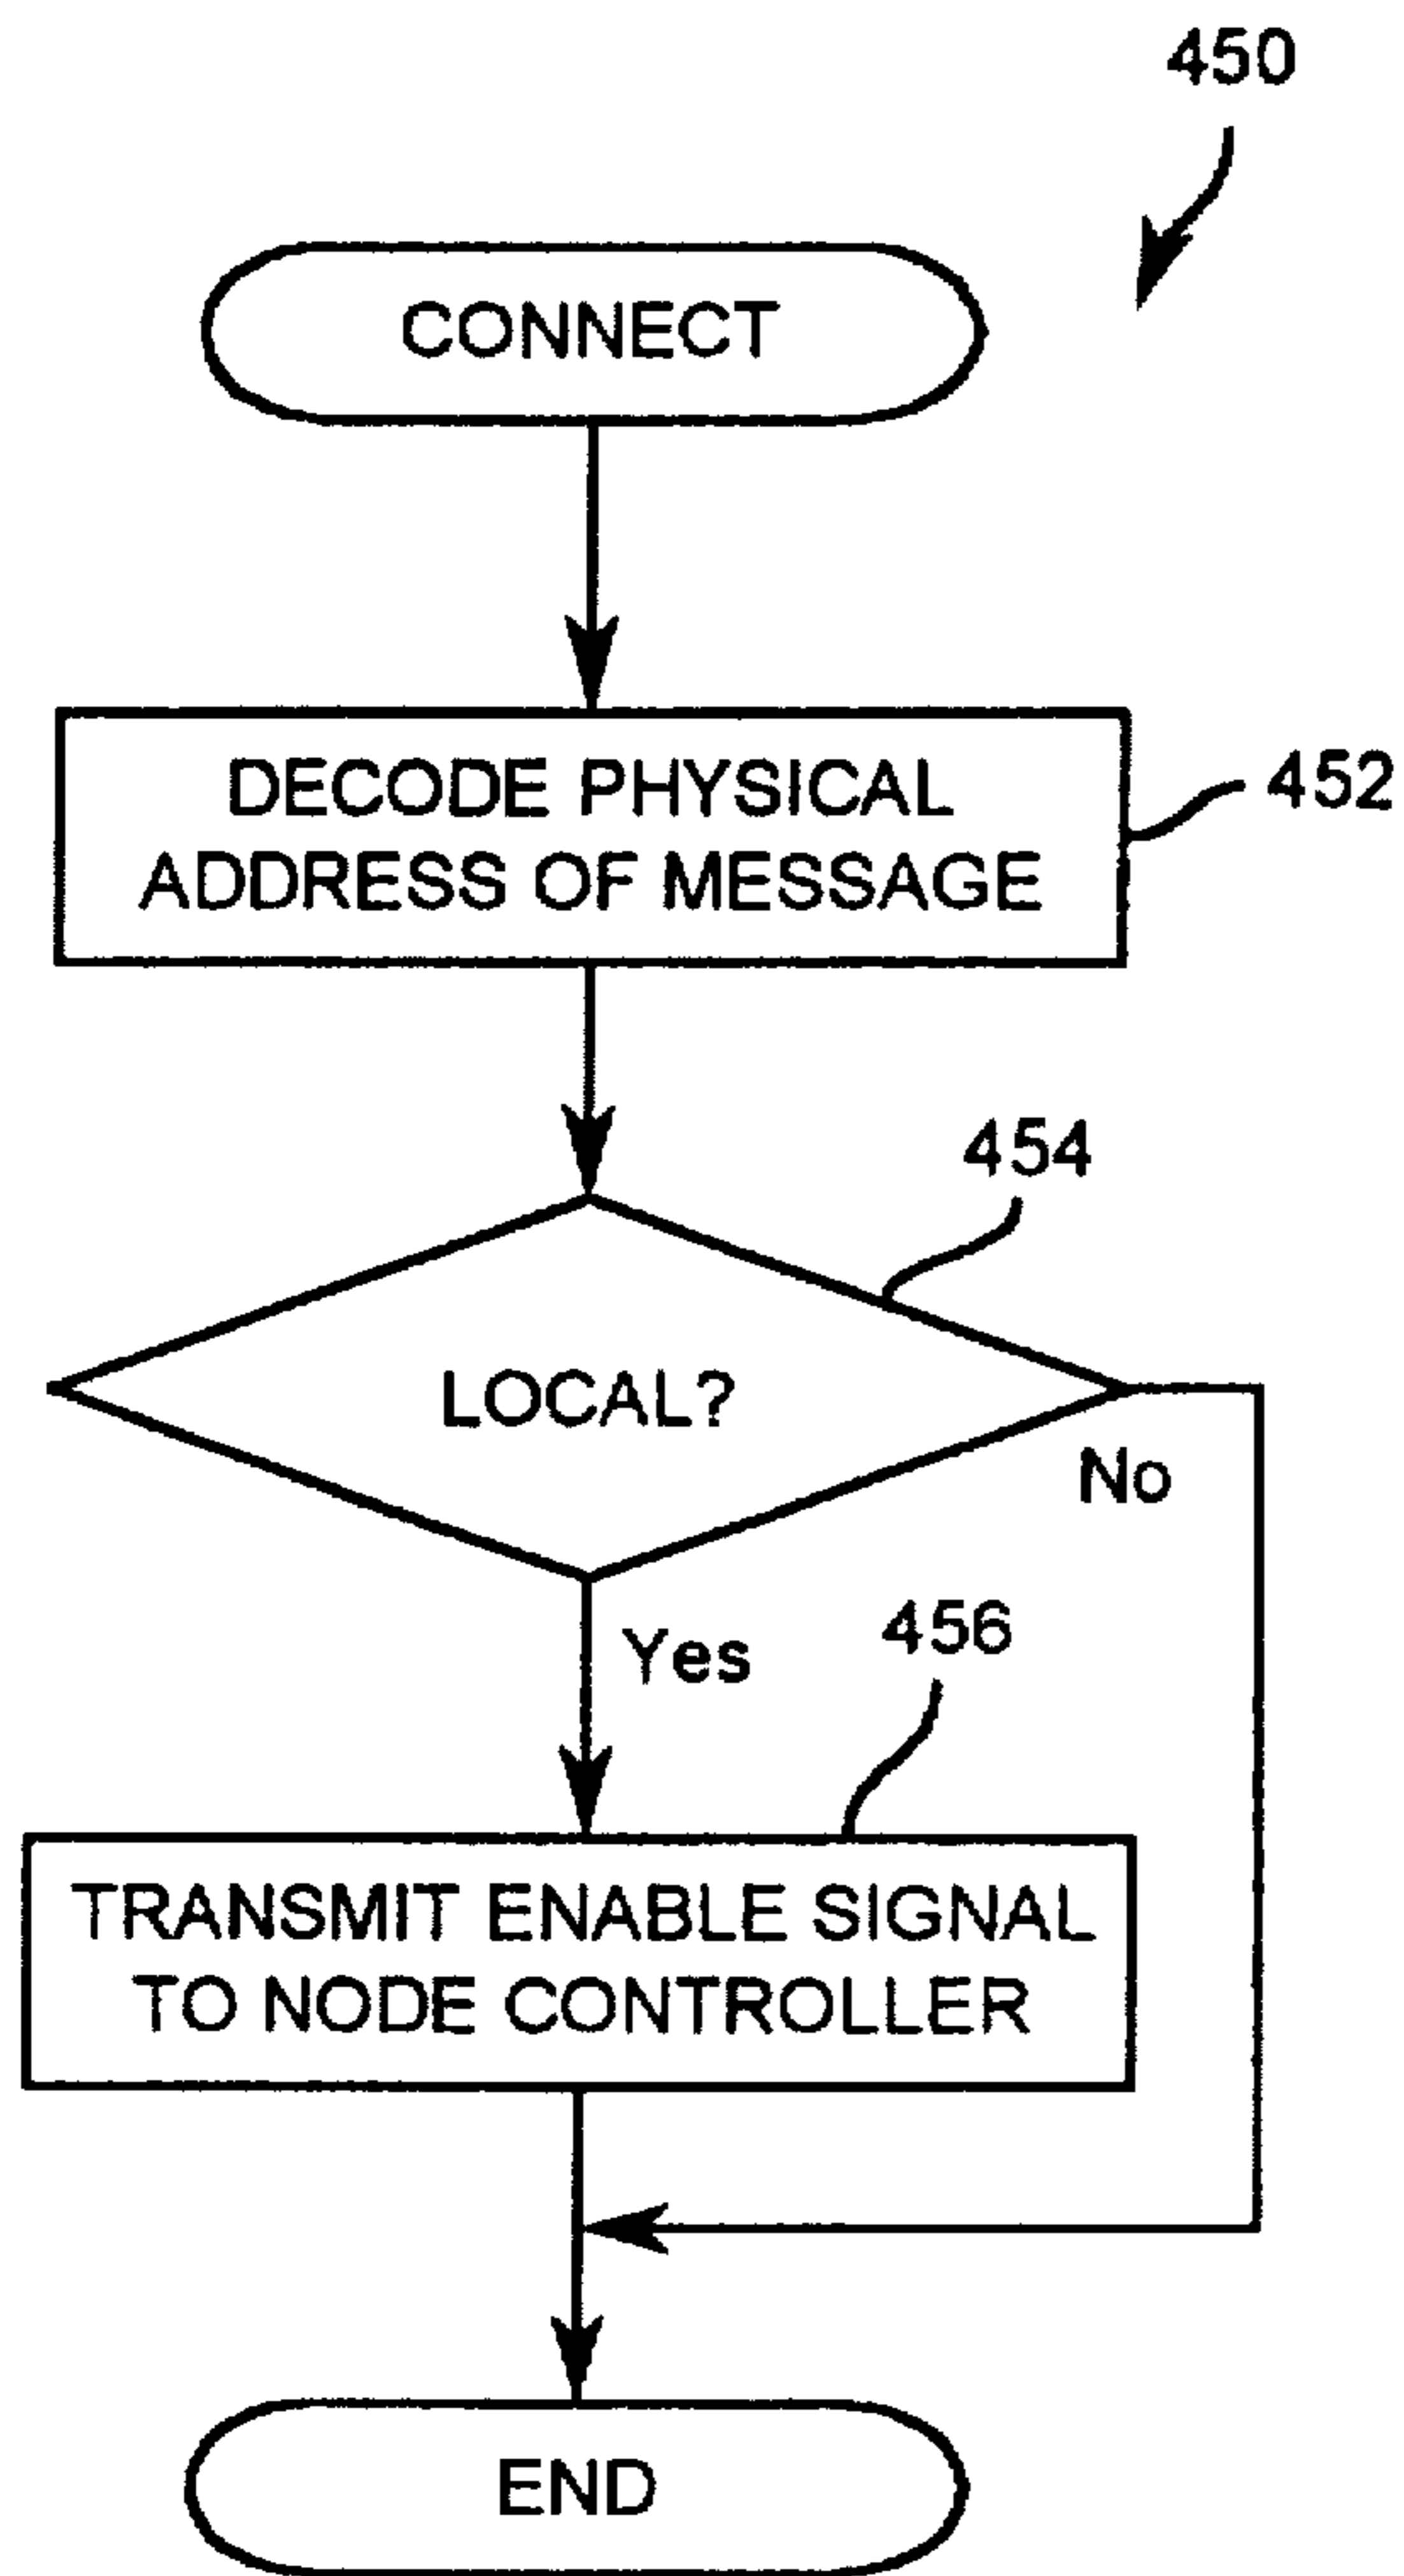 450
CONNECT
DECODE PHYSICAL
ADDRESS OF MESSAGE
452
454
LOCAL?
No
Yes
456
TRANSMIT ENABLE SIGNAL
TO NODE CONTROLLER
END